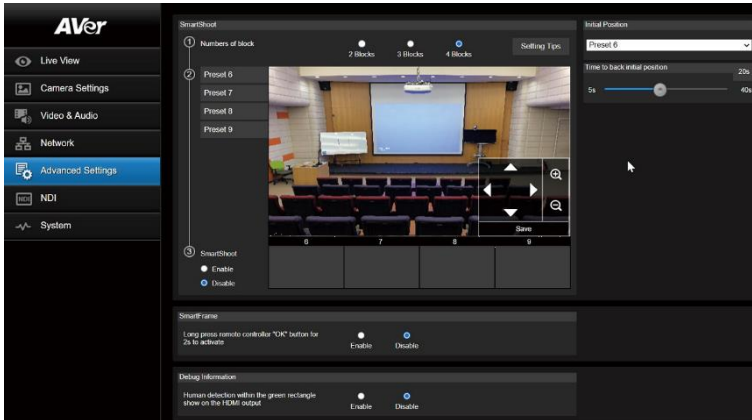 AVer
Live View
Camera Settings
Video & Audio
Network
Advanced Settings
NDI
NDI
System
SmartShoot
1 Numbers of block
2 Blocks
3 Blocks
4 Blocks
Setting Tips
2
Preset 6
Preset 7
Preset 8
Preset 9
Save
6 7 8 9
3 SmartShoot
Enable
Disable
Initial Position
Preset 6
Time to back initial position
20s
5s
40s
SmartFrame
Long press remote controller "OK" button for
2s to activate
Enable
Disable
Debug Information
Human detection within the green rectangle
show on the HDMI output
Enable
Disable